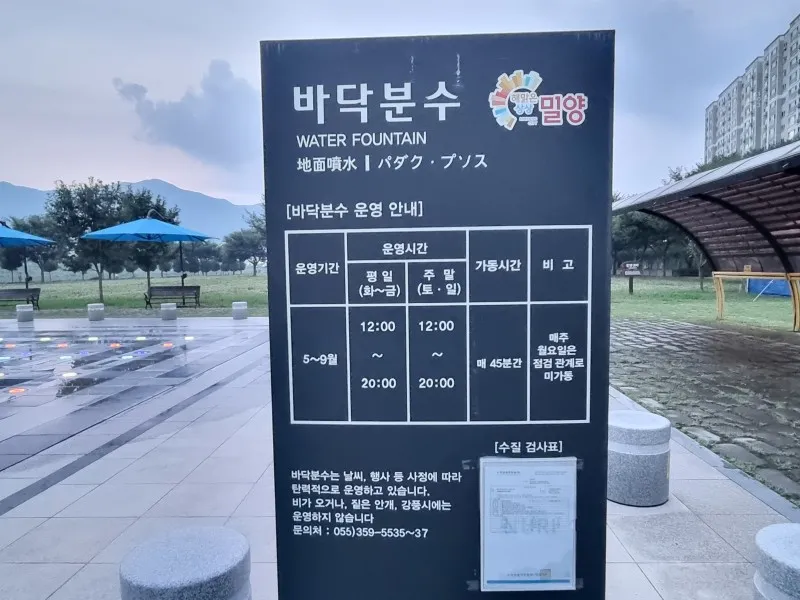 바닥분수
해맑은
상상
밀양
WATER FOUNTAIN
地面噴水 | パダク・プソス
[바닥분수 운영 안내]
운영기간
운영시간
평 일
(화~금)
주 말
(토·일)
가동시간
비 고
5~9월
12:00
~
20:00
12:00
~
20:00
매 45분간
매주
월요일은
점검 관계로
미가동
[수질 검사표]
바닥분수는 날씨, 행사 등 사정에 따라
탄력적으로 운영하고 있습니다.
비가 오거나, 짙은 안개, 강풍시에는
운영하지 않습니다
문의처 : 055)359-5535~37